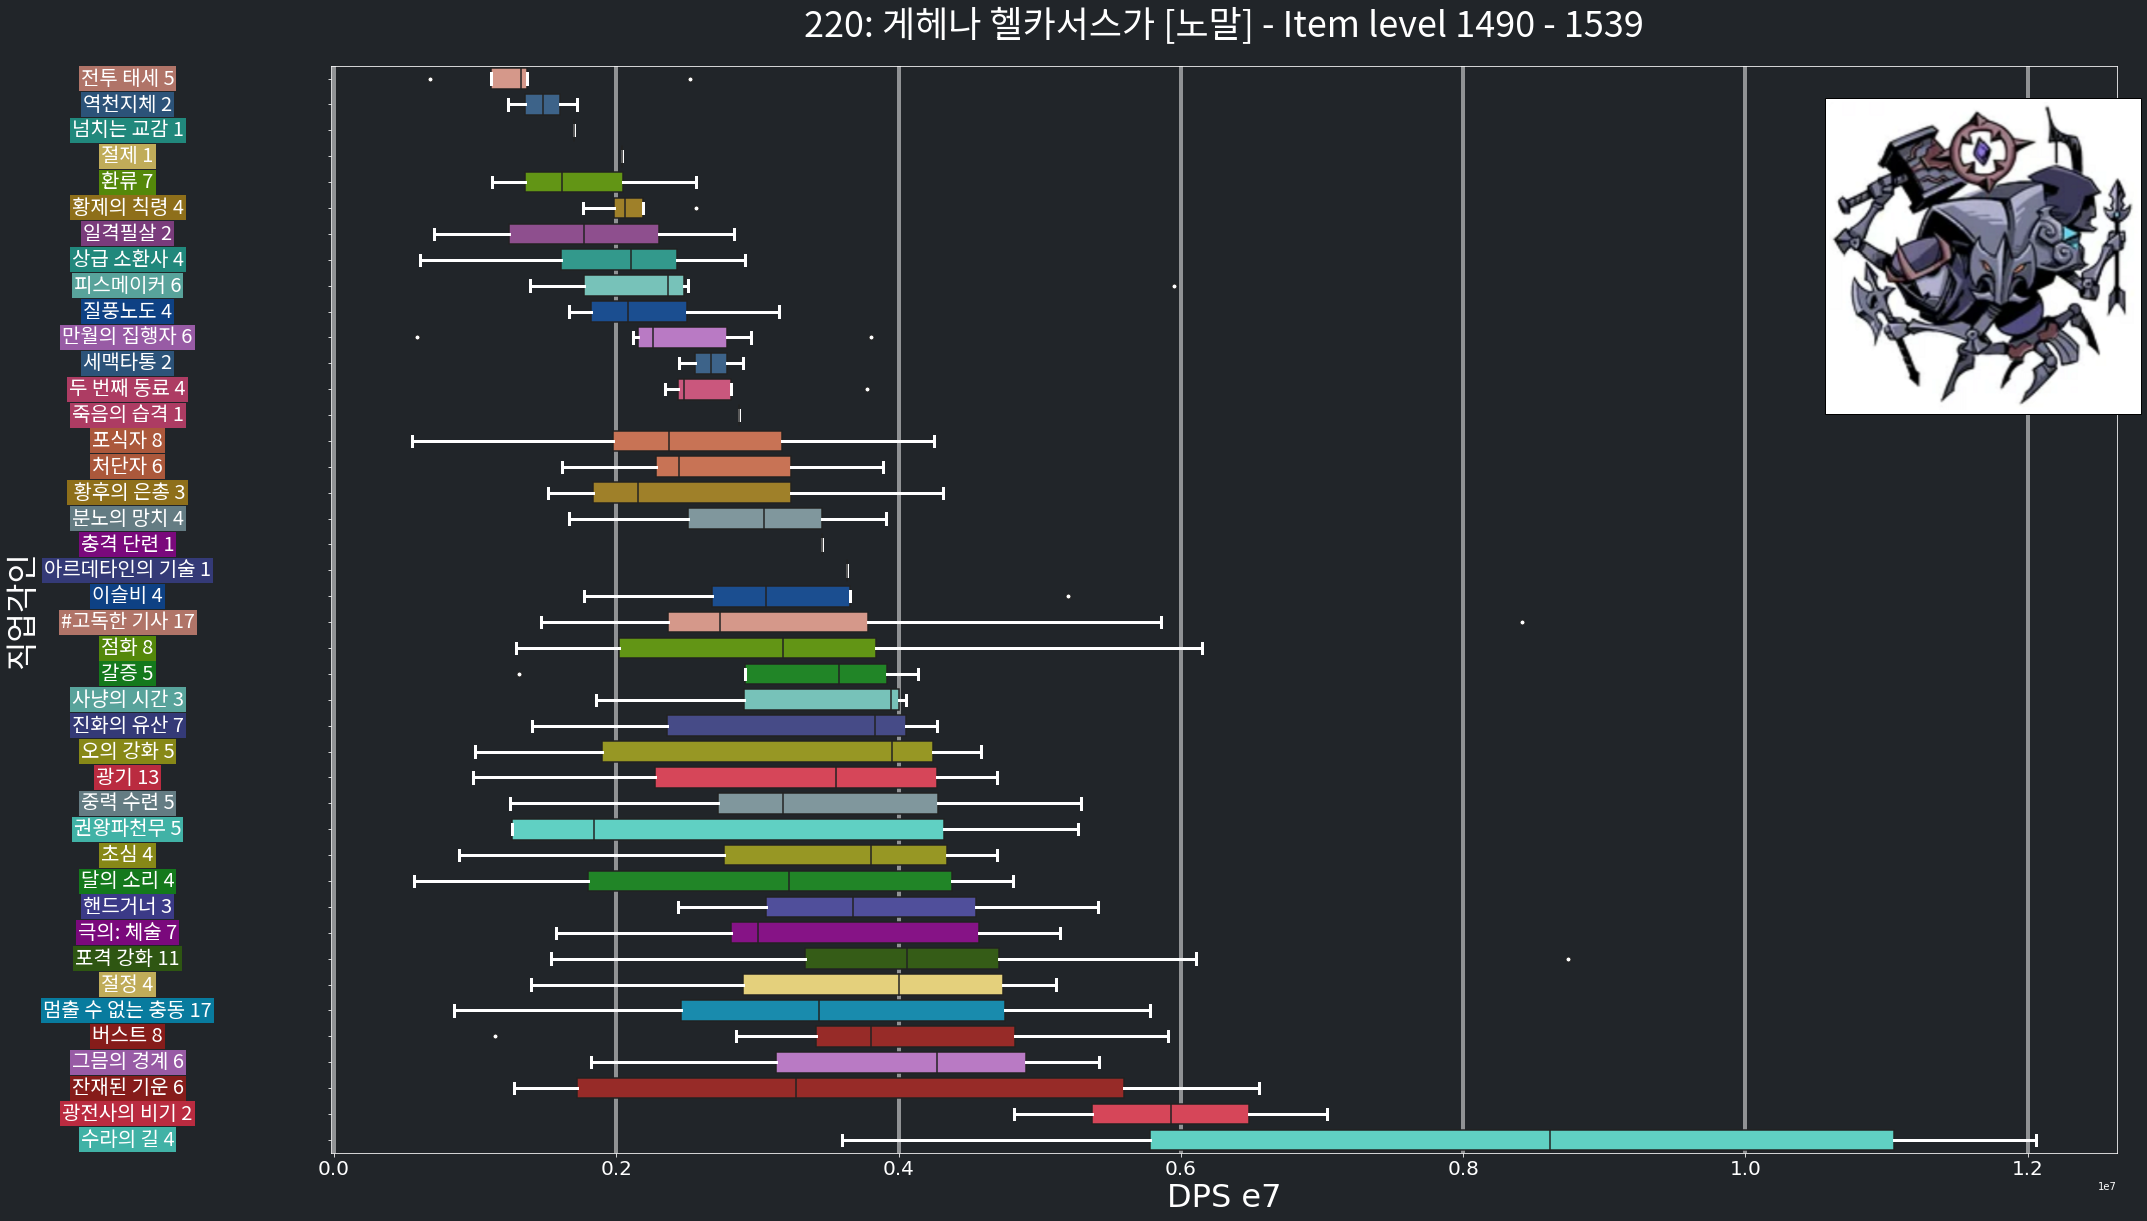 220: 게헤나 헬카서스가 [노말] - Item level 1490 - 1539
직업각인
전투 태세 5
역천지체 2
넘치는 교감 1
절제 1
환류 7
황제의 칙령 4
일격필살 2
상급 소환사 4
피스메이커 6
질풍노도 4
만월의 집행자 6
세맥타통 2
두 번째 동료 4
죽음의 습격 1
포식자 8
처단자 6
황후의 은총 3
분노의 망치 4
충격 단련 1
아르데타인의 기술 1
이슬비 4
#고독한 기사 17
점화 8
갈증 5
사냥의 시간 3
진화의 유산 7
오의 강화 5
광기 13
중력 수련 5
권왕파천무 5
초심 4
달의 소리 4
핸드거너 3
극의: 체술 7
포격 강화 11
절정 4
멈출 수 없는 충동 17
버스트 8
그믐의 경계 6
잔재된 기운 6
광전사의 비기 2
수라의 길 4
0.0 0.2 0.4 0.6 0.8 1.0 1.2
1e7
DPS e7